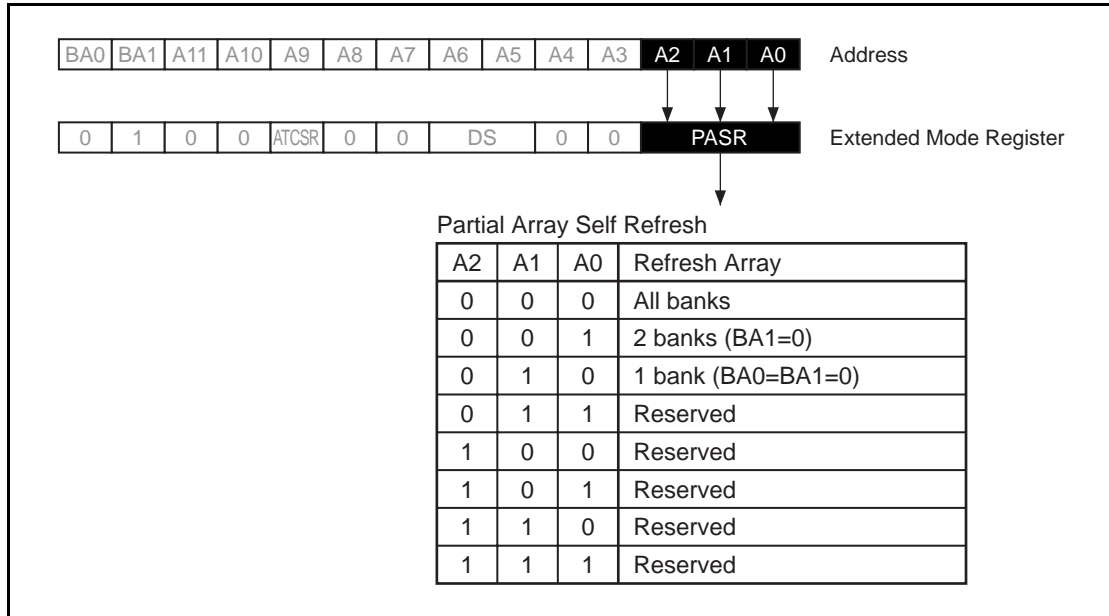 BA0 BA1 A11 A10 A9 A8 A7 A6 A5 A4 A3 A2 A1 A0 Address
0 1 0 0 ATCSR 0 0 DS 0 0 PASR Extended Mode Register
Partial Array Self Refresh
A2 A1 A0 Refresh Array
0 0 0 All banks
0 0 1 2 banks (BA1=0)
0 1 0 1 bank (BA0=BA1=0)
0 1 1 Reserved
1 0 0 Reserved
1 0 1 Reserved
1 1 0 Reserved
1 1 1 Reserved